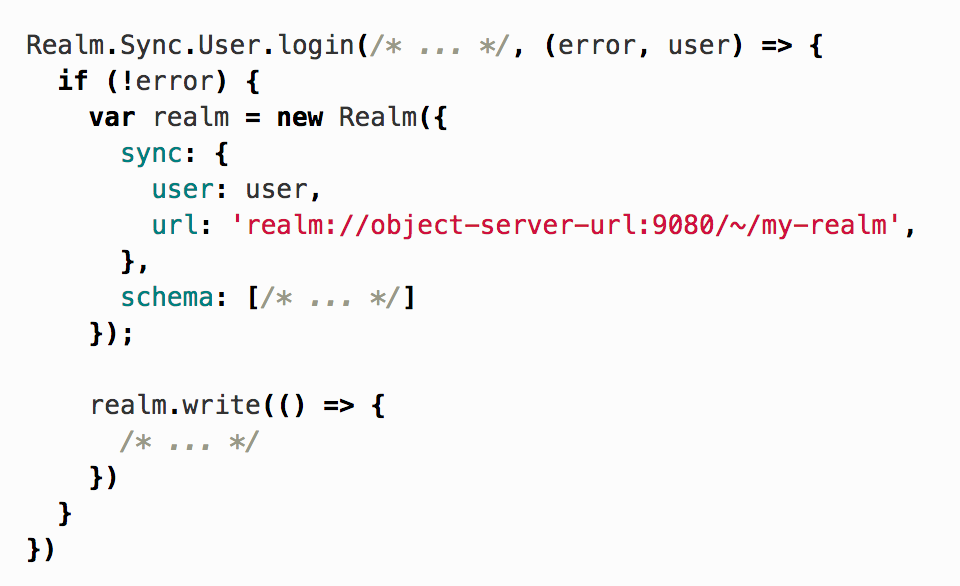 Realm.Sync.User.login(/* ... */, (error, user) => {
  if (!error) {
    var realm = new Realm({
      sync: {
        user: user,
        url: 'realm://object-server-url:9080/~/my-realm',
      },
      schema: [/* ... */]
    });

    realm.write(() => {
      /* ... */
    })
  }
})